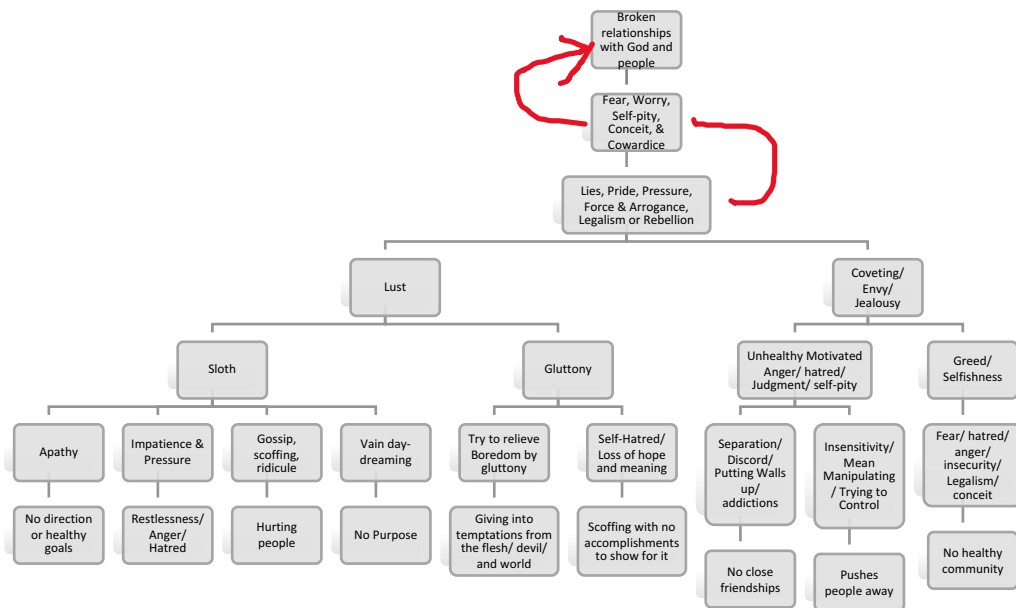 Broken
relationships
with God and
people
Fear, Worry,
Self-pity,
Conceit, &
Cowardice
Lies, Pride, Pressure,
Force & Arrogance,
Legalism or Rebellion
Lust
Coveting/
Envy/
Jealousy
Sloth
Gluttony
Unhealthy Motivated
Anger/ hatred/
Judgment/ self-pity
Greed/
Selfishness
Apathy
Impatience &
Pressure
Gossip,
scoffing,
ridicule
Vain day-
dreaming
Try to relieve
Boredom by
gluttony
Self-Hatred/
Loss of hope
and meaning
Separation/
Discord/
Putting Walls
up/
addictions
Insensitivity/
Mean
Manipulating
/ Trying to
Control
Fear/ hatred/
anger/
insecurity/
Legalism/
conceit
No direction
or healthy
goals
Restlessness/
Anger/
Hatred
Hurting
people
No Purpose
Giving into
temptations from
the flesh/ devil/
and world
Scoffing with no
accomplishments
to show for it
No close
friendships
Pushes
people away
No healthy
community